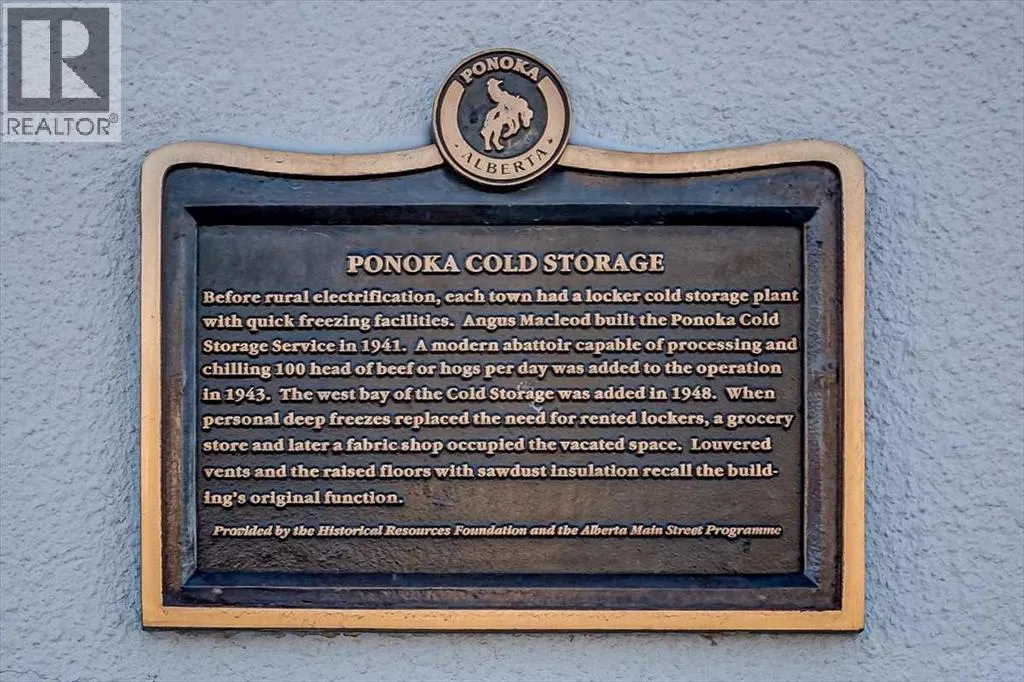 REALTOR®
PONOKA
ALBERTA
PONOKA COLD STORAGE
Before rural electrification, each town had a locker cold storage plant
with quick freezing facilities. Angus Macleod built the Ponoka Cold
Storage Service in 1941. A modern abattoir capable of processing and
chilling 100 head of beef or hogs per day was added to the operation
in 1943. The west bay of the Cold Storage was added in 1948. When
personal deep freezes replaced the need for rented lockers, a grocery
store and later a fabric shop occupied the vacated space. Louvered
vents and the raised floors with sawdust insulation recall the build-
ing's original function.
Provided by the Historical Resources Foundation and the Alberta Main Street Programme